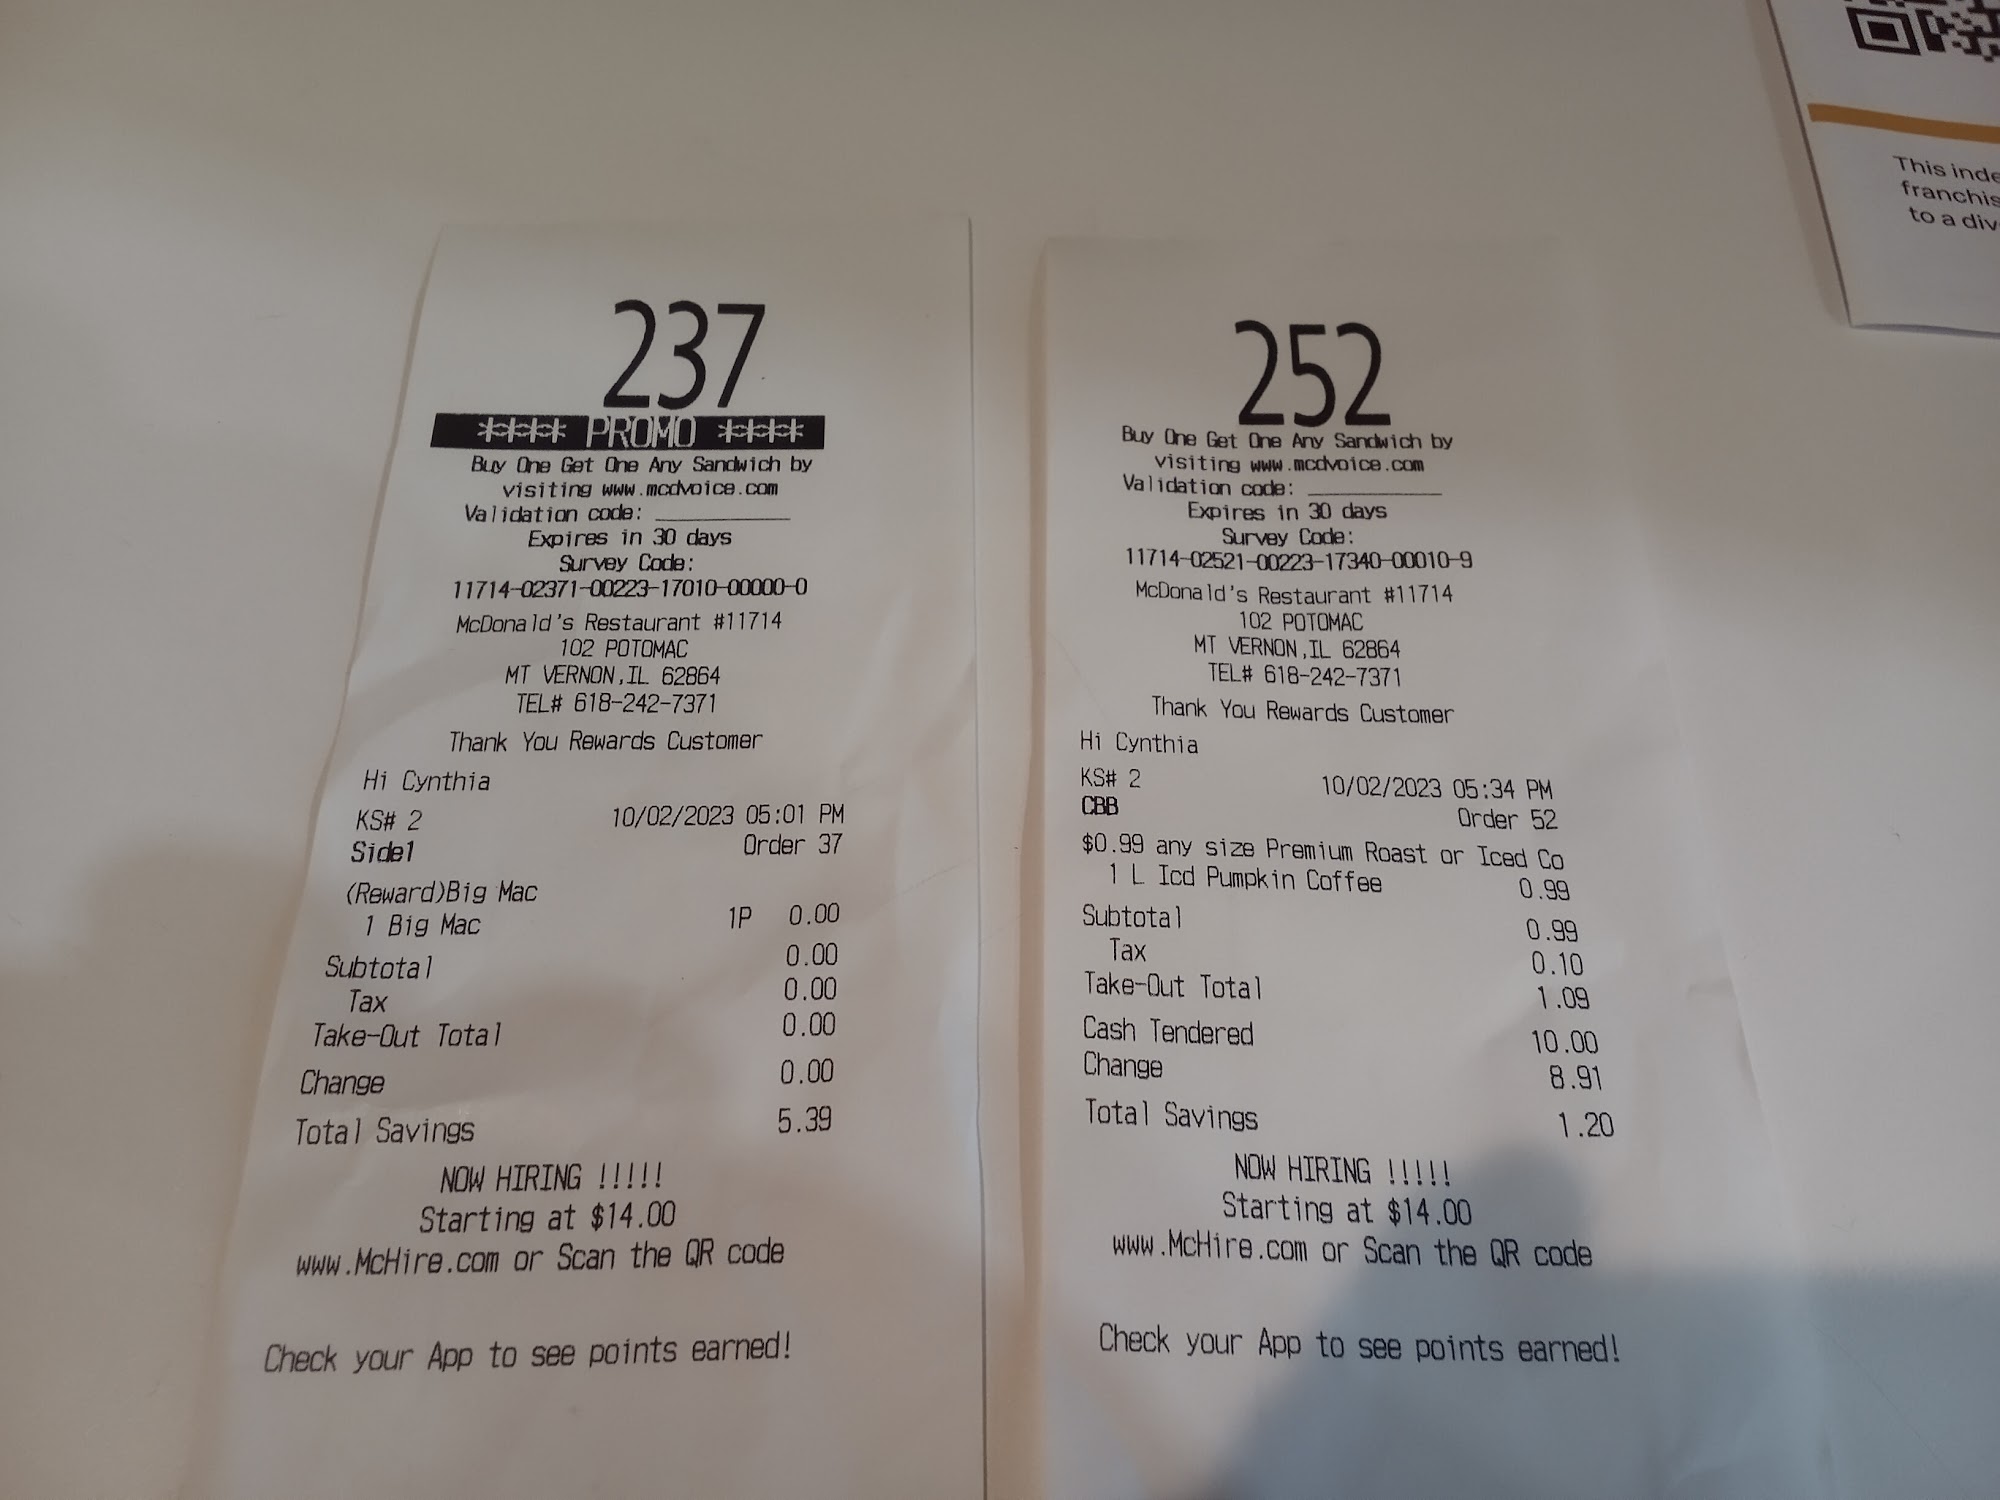 237
**** PROMO ****
Buy One Get One Any Sandwich by
visiting www.mcdvoice.com
Validation code: ____________
Expires in 30 days
Survey Code:
11714-02371-00223-17010-00000-0
McDonald's Restaurant #11714
102 POTOMAC
MT VERNON,IL 62864
TEL# 618-242-7371
Thank You Rewards Customer
Hi Cynthia
KS# 2 10/02/2023 05:01 PM
Side1 Order 37
(Reward)Big Mac
1 Big Mac 1P 0.00
Subtotal 0.00
Tax 0.00
Take-Out Total 0.00
Change 0.00
Total Savings 5.39
NOW HIRING !!!!!
Starting at $14.00
www.McHire.com or Scan the QR code
Check your App to see points earned!
252
Buy One Get One Any Sandwich by
visiting www.mcdvoice.com
Validation code: ____________
Expires in 30 days
Survey Code:
11714-02521-00223-17340-00010-9
McDonald's Restaurant #11714
102 POTOMAC
MT VERNON,IL 62864
TEL# 618-242-7371
Thank You Rewards Customer
Hi Cynthia
KS# 2 10/02/2023 05:34 PM
CBB Order 52
$0.99 any size Premium Roast or Iced Co
1 L Icd Pumpkin Coffee 0.99
Subtotal 0.99
Tax 0.10
Take-Out Total 1.09
Cash Tendered 10.00
Change 8.91
Total Savings 1.20
NOW HIRING !!!!!
Starting at $14.00
www.McHire.com or Scan the QR code
Check your App to see points earned!
This inde
franchis
to a div